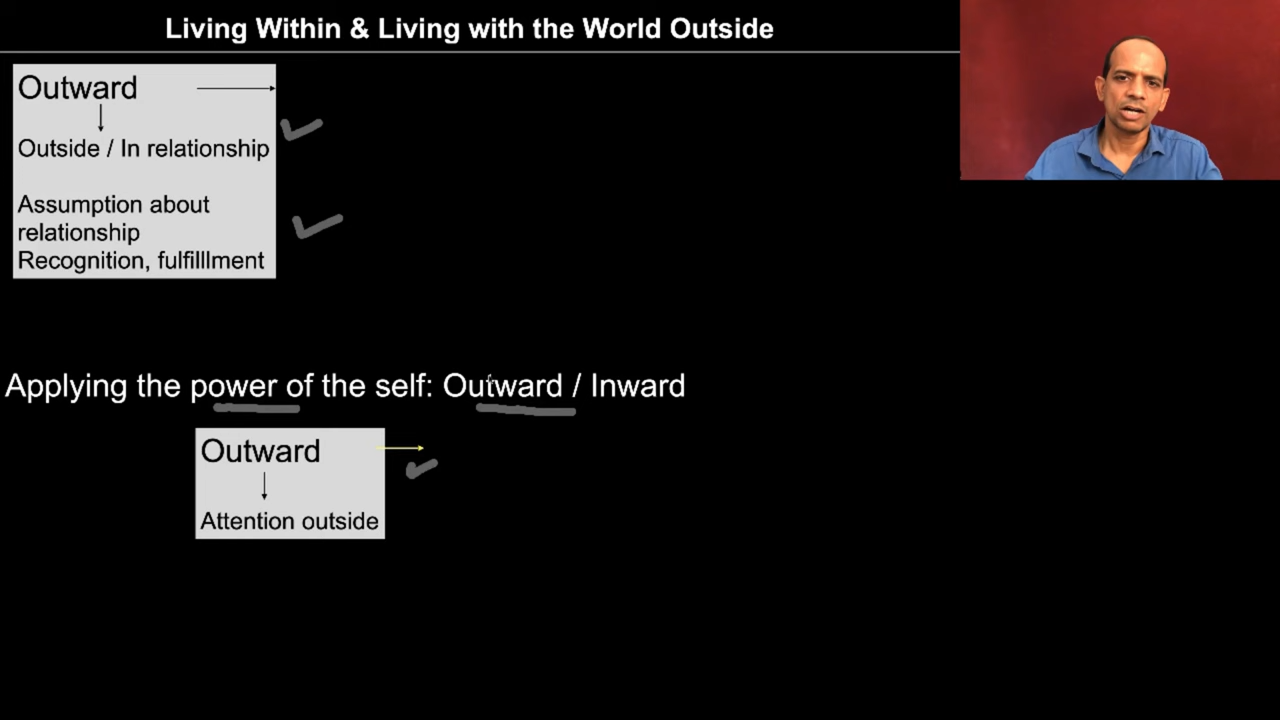 Living Within & Living with the World Outside
Outward
Outside / In relationship
Assumption about
relationship
Recognition, fulfilllment
Applying the power of the self: Outward / Inward
Outward
Attention outside